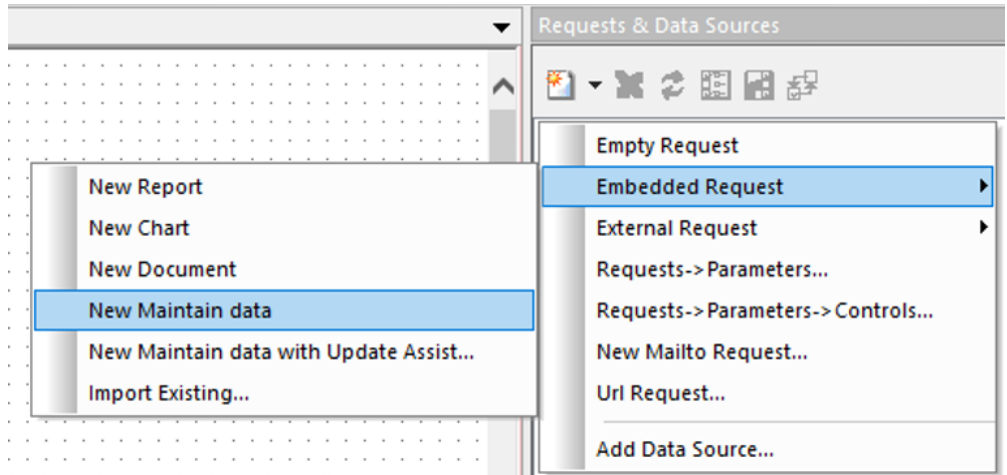 Requests & Data Sources
Empty Request
Embedded Request
External Request
Requests->Parameters...
Requests->Parameters->Controls...
New Mailto Request...
Url Request...
Add Data Source...
New Report
New Chart
New Document
New Maintain data
New Maintain data with Update Assist...
Import Existing...